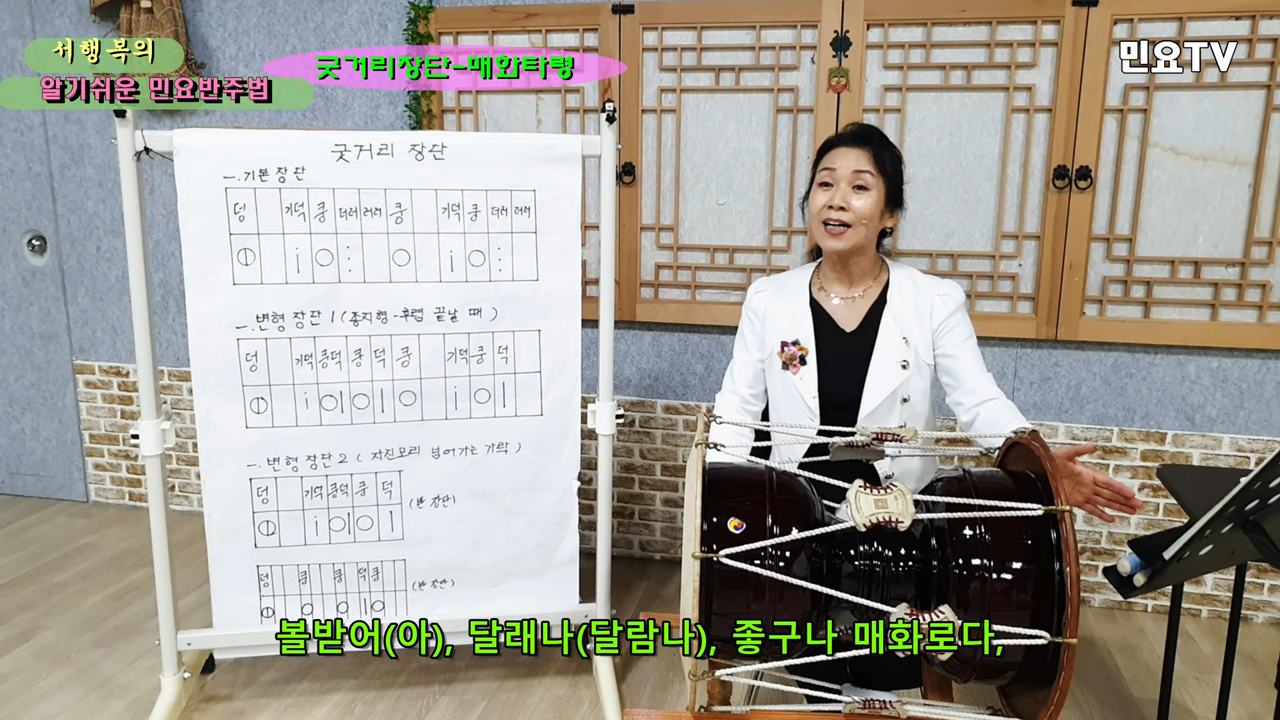 서행복의
알기쉬운 민요반주법
굿거리장단-매화타령
민요TV
굿거리 장단
一. 기본 장단
덩 기덕 쿵 더러 러러 쿵 기덕 쿵 더러 러러
一. 변형 장단 1 (종지형 - 후렴 끝날 때)
덩 기덕 쿵덕 쿵 덕 쿵 기덕 쿵 덕
一. 변형 장단 2 (자진모리 넘어가는 가락)
덩 기덕 쿵덕 쿵 덕
(반 장단)
덩 쿵 쿵 덕쿵
(반 장단)
볼받어(아), 달래나(달람나), 좋구나 매화로다,